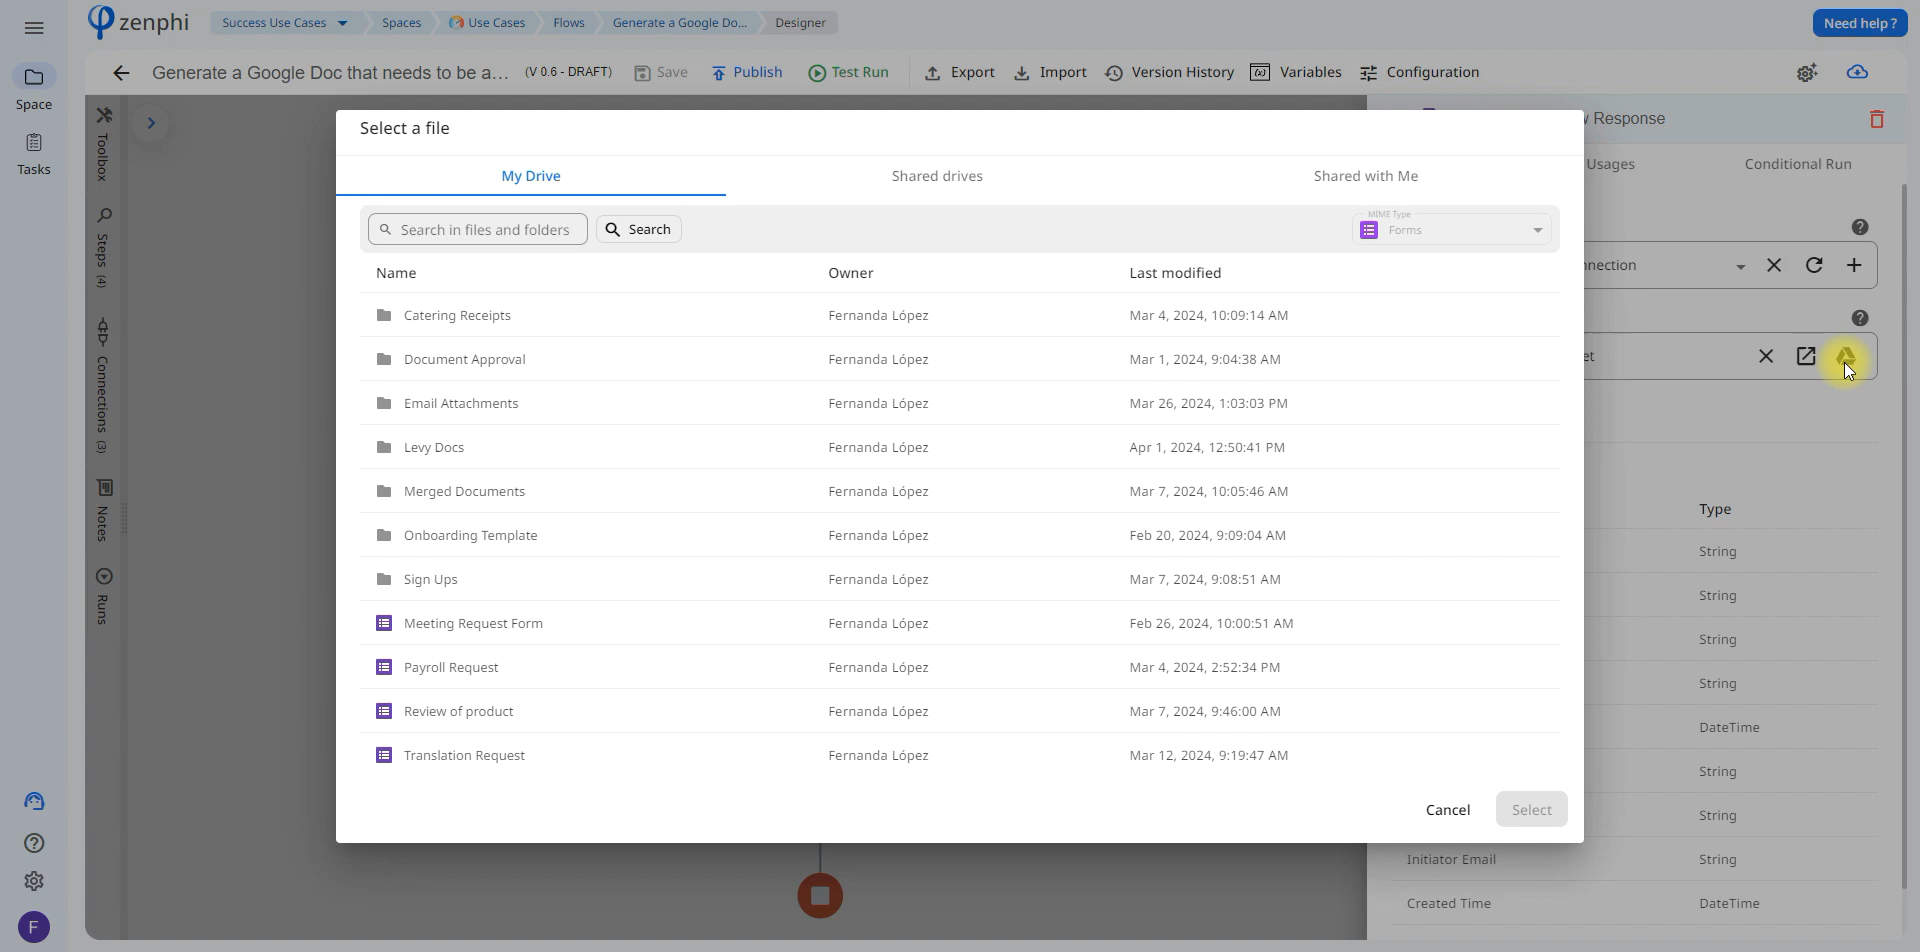 zenphi
Success Use Cases
Spaces
Use Cases
Flows
Generate a Google Do...
Designer
Need help ?
Generate a Google Doc that needs to be a...
(V 0.6 - DRAFT)
Save
Publish
Test Run
Export
Import
Version History
Variables
Configuration
Space
Tasks
Toolbox
Steps (4)
Connections (3)
Notes
Runs
Select a file
My Drive
Shared drives
Shared with Me
Search in files and folders
Search
MIME Type
Forms
Name Owner Last modified
Catering Receipts Fernanda López Mar 4, 2024, 10:09:14 AM
Document Approval Fernanda López Mar 1, 2024, 9:04:38 AM
Email Attachments Fernanda López Mar 26, 2024, 1:03:03 PM
Levy Docs Fernanda López Apr 1, 2024, 12:50:41 PM
Merged Documents Fernanda López Mar 7, 2024, 10:05:46 AM
Onboarding Template Fernanda López Feb 20, 2024, 9:09:04 AM
Sign Ups Fernanda López Mar 7, 2024, 9:08:51 AM
Meeting Request Form Fernanda López Feb 26, 2024, 10:00:51 AM
Payroll Request Fernanda López Mar 4, 2024, 2:52:34 PM
Review of product Fernanda López Mar 7, 2024, 9:46:00 AM
Translation Request Fernanda López Mar 12, 2024, 9:19:47 AM
Cancel
Select
Response
Usages
Conditional Run
Type
String
String
String
String
DateTime
String
String
Initiator Email String
Created Time DateTime
F